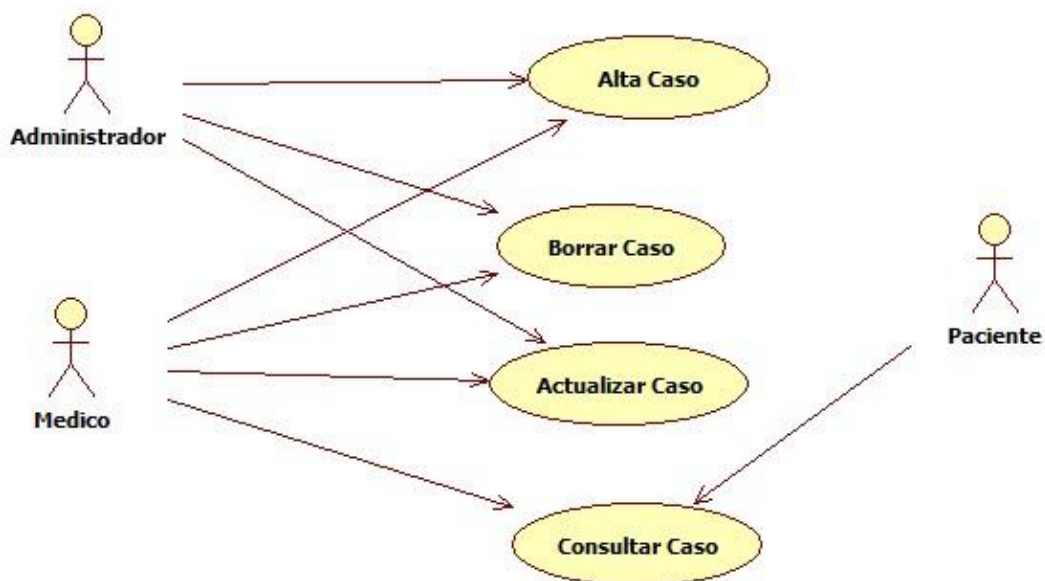 Alta Caso
Administrador
Borrar Caso
Paciente
Actualizar Caso
Medico
Consultar Caso